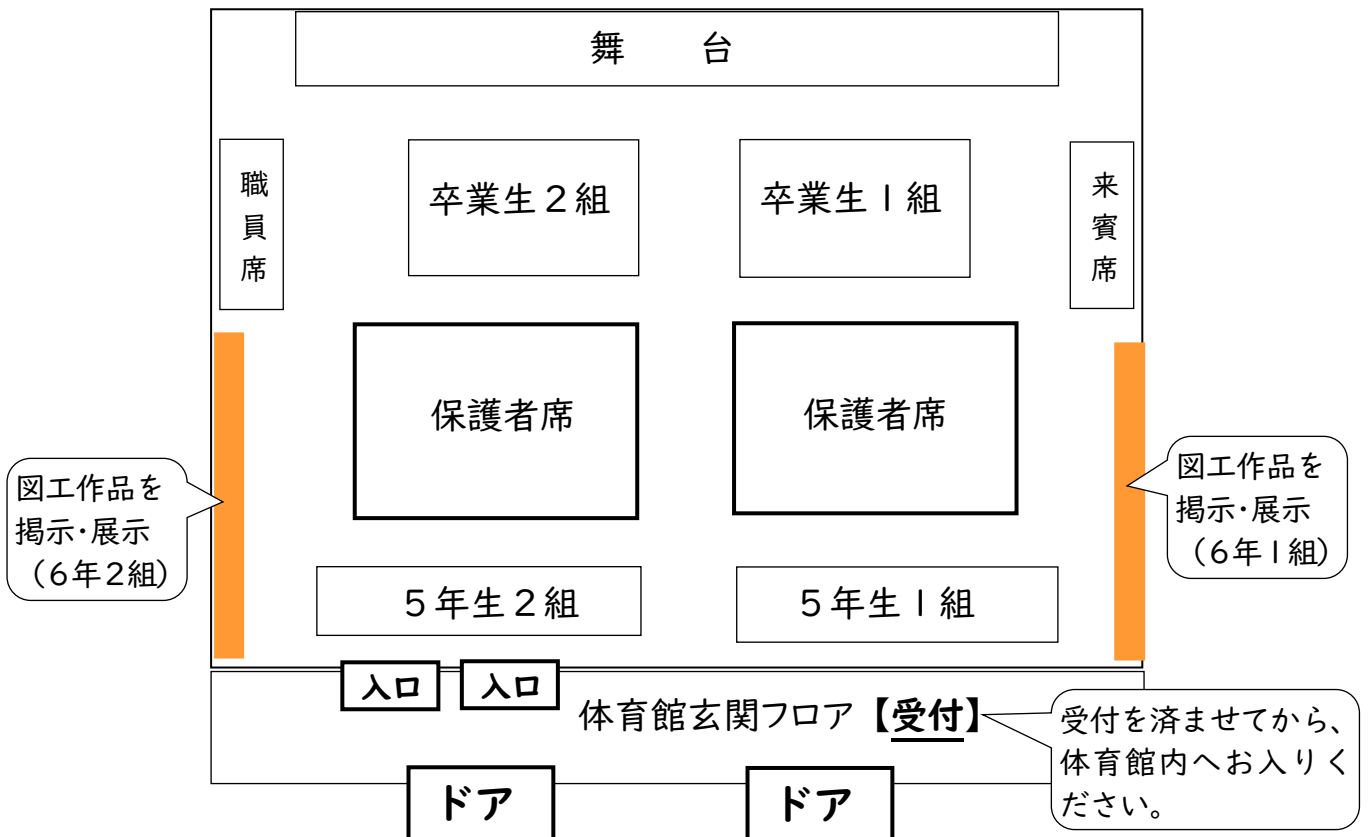 舞　台
職員席
卒業生2組
卒業生1組
来賓席
保護者席
保護者席
図工作品を
掲示・展示
（6年2組）
図工作品を
掲示・展示
（6年1組）
5年生2組
5年生1組
入口
入口
体育館玄関フロア【受付】
受付を済ませてから、
体育館内へお入りく
ださい。
ドア
ドア